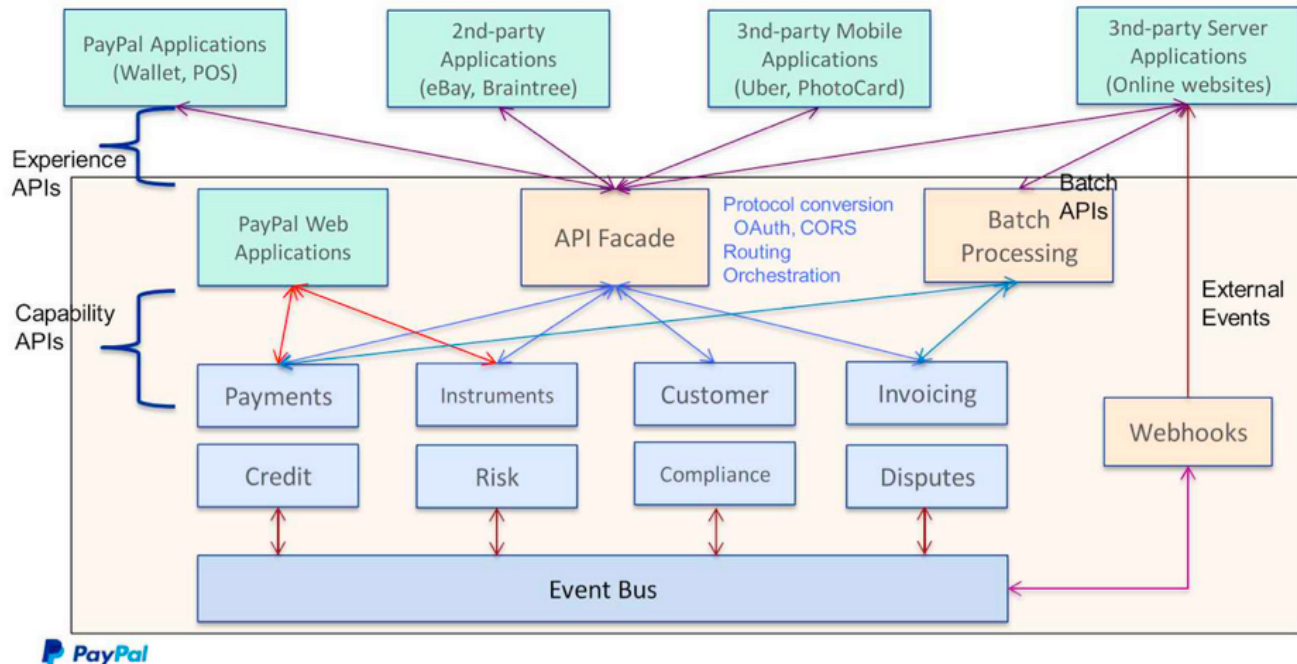 PayPal Applications
(Wallet, POS)
2nd-party
Applications
(eBay, Braintree)
3nd-party Mobile
Applications
(Uber, PhotoCard)
3nd-party Server
Applications
(Online websites)
Experience
APIs
PayPal Web
Applications
API Facade
Protocol conversion
OAuth, CORS
Routing
Orchestration
Batch
APIs
Batch
Processing
Capability
APIs
External
Events
Payments
Instruments
Customer
Invoicing
Webhooks
Credit
Risk
Compliance
Disputes
Event Bus
PayPal